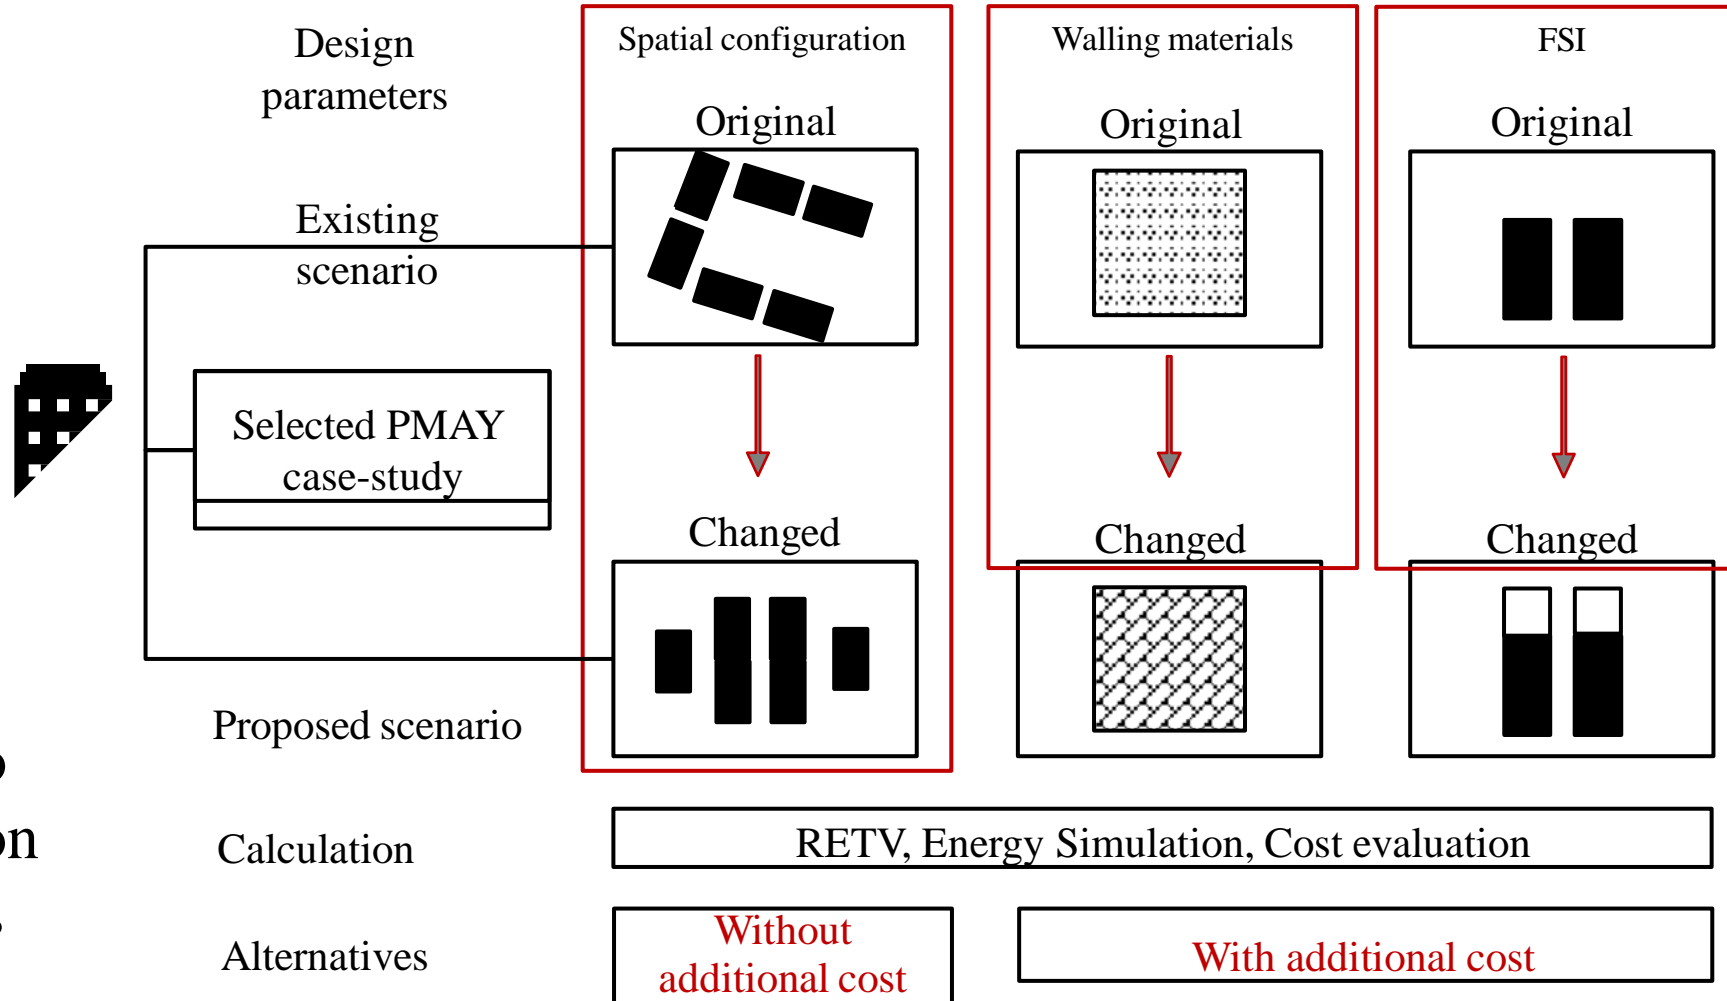 Design
parameters
Spatial configuration
Walling materials
FSI
Original
Original
Original
Existing
scenario
Selected PMAY
case-study
Changed
Changed
Changed
Proposed scenario
on
Calculation
RETV, Energy Simulation, Cost evaluation
Alternatives
Without
additional cost
With additional cost